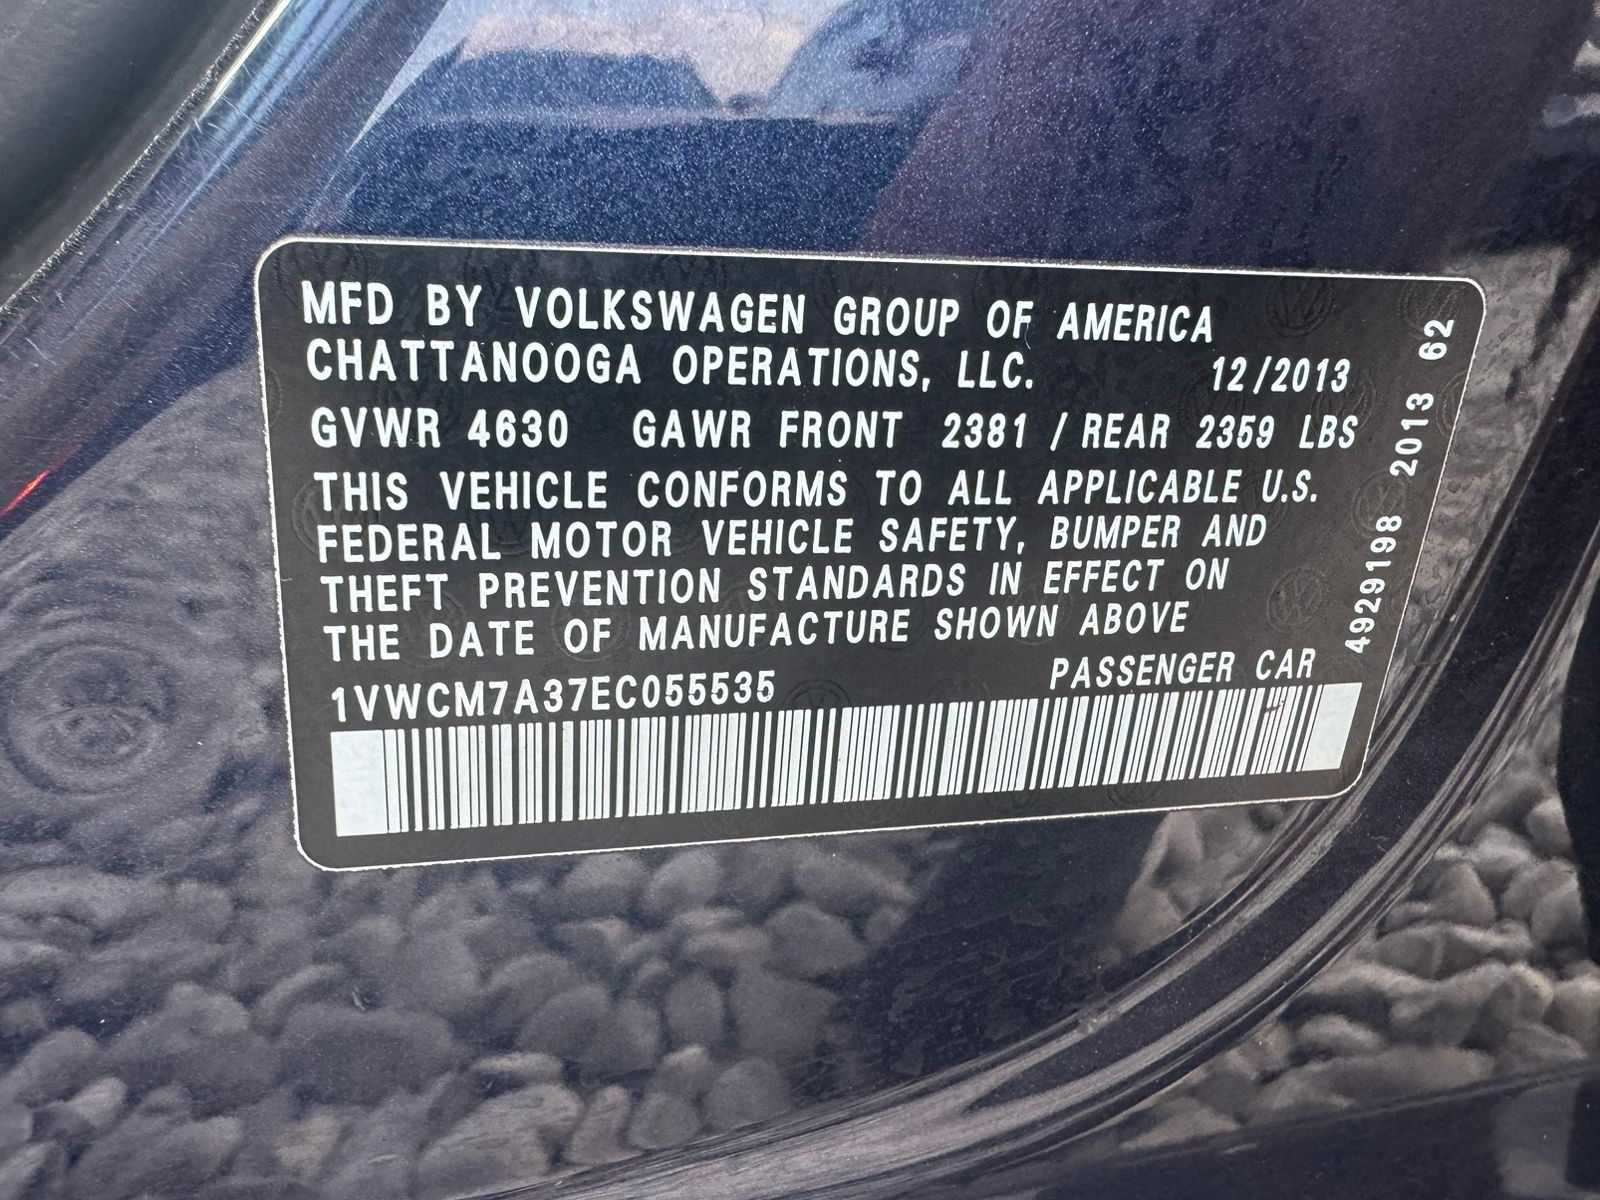 MFD BY VOLKSWAGEN GROUP OF AMERICA
CHATTANOOGA OPERATIONS, LLC. 12/2013
GVWR 4630 GAWR FRONT 2381 / REAR 2359 LBS
THIS VEHICLE CONFORMS TO ALL APPLICABLE U.S.
FEDERAL MOTOR VEHICLE SAFETY, BUMPER AND
THEFT PREVENTION STANDARDS IN EFFECT ON
THE DATE OF MANUFACTURE SHOWN ABOVE
1VWCM7A37EC055535 PASSENGER CAR
4929198 2013 62